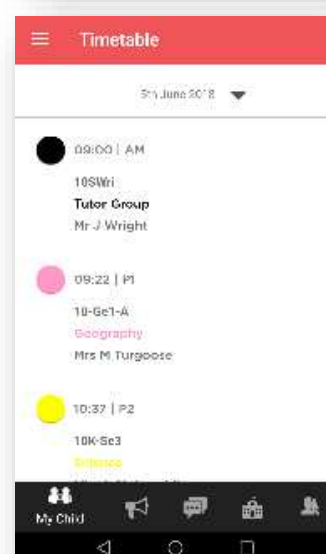 Timetable
5th June 2018
09:00 | AM
10SWri
Tutor Group
Mr J Wright
09:22 | P1
10-Ge1-A
Geography
Mrs M Turgoose
10:37 | P2
10K-Se3
My Child